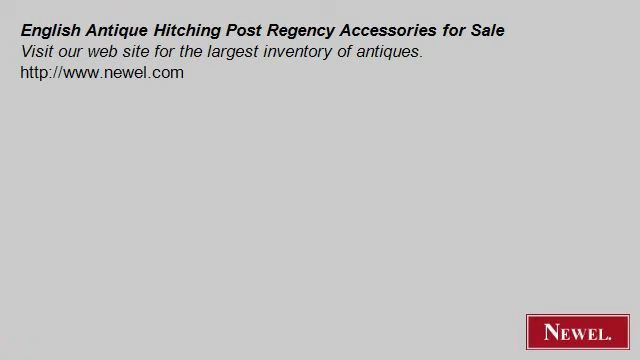 English Antique Hitching Post Regency Accessories for Sale
Visit our web site for the largest inventory of antiques.
http://www.newel.com
NEWEL.